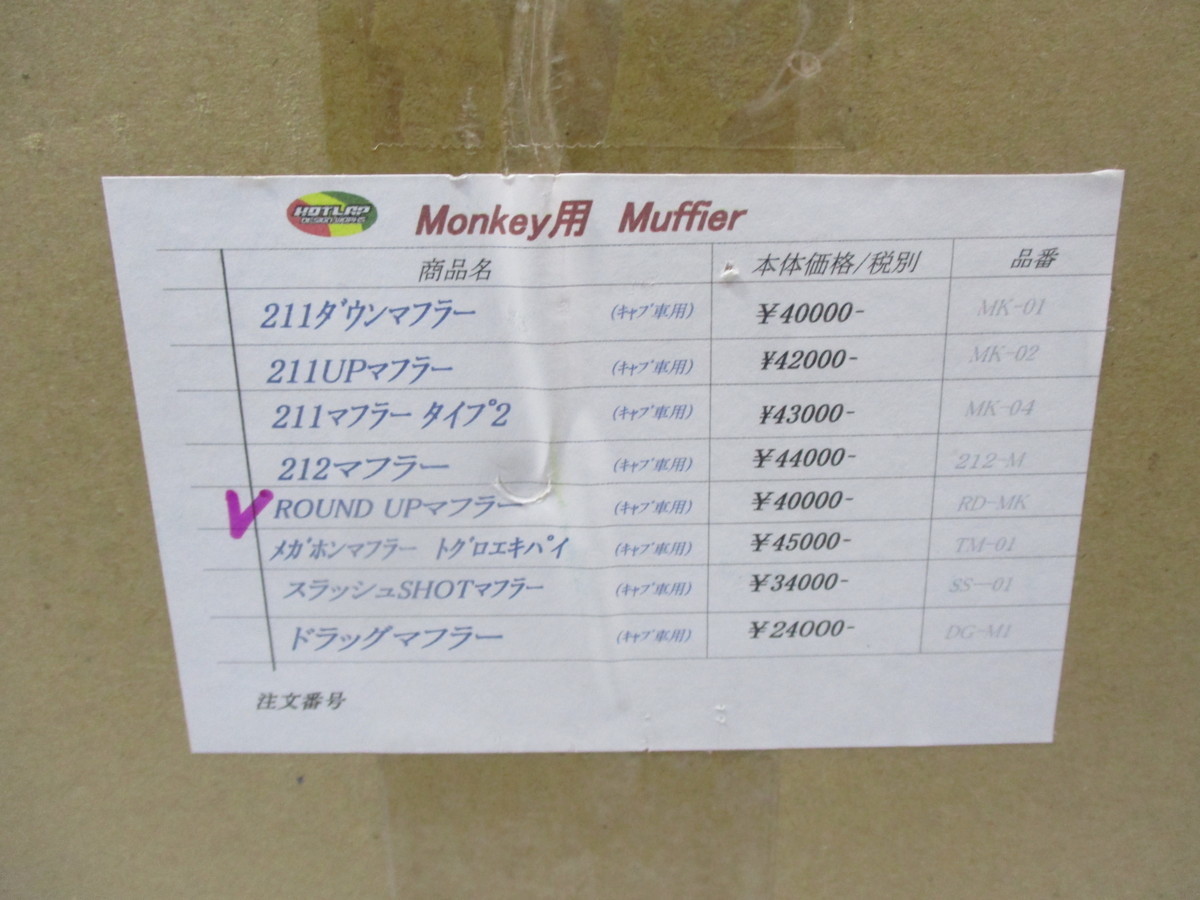 HOT-LAP
DESIGN WORKS
Monkey用 Muffier
商品名 本体価格/税別 品番
211ダウンマフラー (キャブ車用) ¥40000- MK-01
211UPマフラー (キャブ車用) ¥42000- MK-02
211マフラー タイプ2 (キャブ車用) ¥43000- MK-04
212マフラー (キャブ車用) ¥44000- 212-M
V ROUND UPマフラー (キャブ車用) ¥40000- RD-MK
メガホンマフラー トグロエキパイ (キャブ車用) ¥45000- TM-01
スラッシュSHOTマフラー (キャブ車用) ¥34000- SS-01
ドラッグマフラー (キャブ車用) ¥24000- DG-M1
注文番号